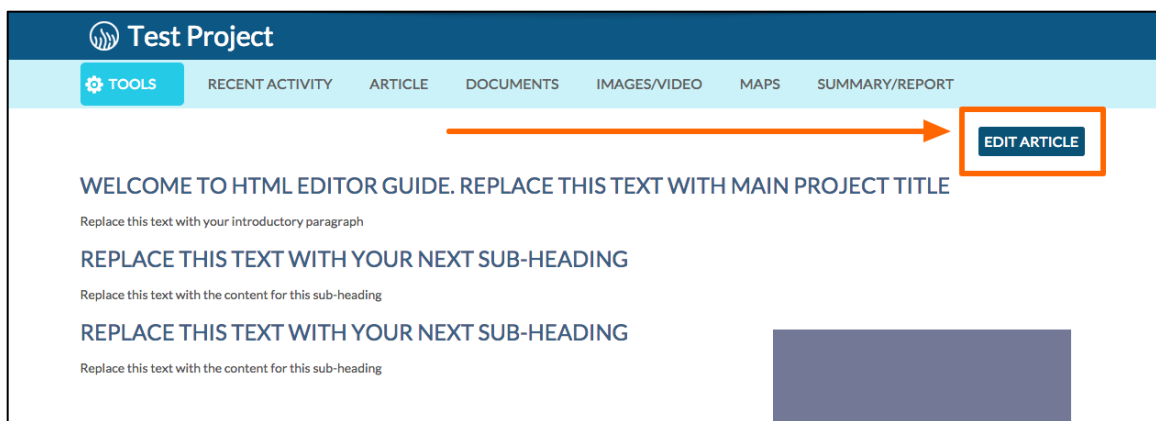 Test Project
TOOLS RECENT ACTIVITY ARTICLE DOCUMENTS IMAGES/VIDEO MAPS SUMMARY/REPORT
EDIT ARTICLE
WELCOME TO HTML EDITOR GUIDE. REPLACE THIS TEXT WITH MAIN PROJECT TITLE
Replace this text with your introductory paragraph
REPLACE THIS TEXT WITH YOUR NEXT SUB-HEADING
Replace this text with the content for this sub-heading
REPLACE THIS TEXT WITH YOUR NEXT SUB-HEADING
Replace this text with the content for this sub-heading